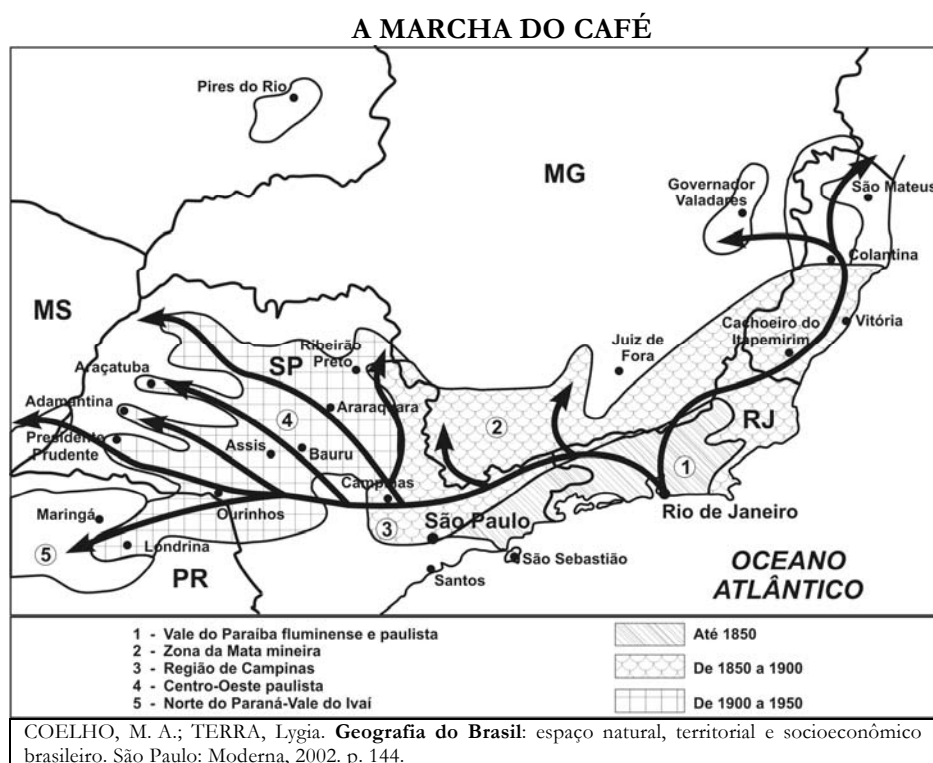 A MARCHA DO CAFÉ
Pires do Rio
MG
Governador
Valadares
São Mateus
Colantina
MS
Vitória
Cachoeiro do
Itapemirim
Juiz de
Fora
Ribeirão
Preto
SP
Araçatuba
Adamantina
Araraquara
4
2
RJ
Presidente
Prudente
Assis
Bauru
1
Campinas
Maringá
Ourinhos
3
São Paulo
Rio de Janeiro
5
Londrina
São Sebastião
PR
Santos
OCEANO
ATLÂNTICO
1 - Vale do Paraíba fluminense e paulista
2 - Zona da Mata mineira
3 - Região de Campinas
4 - Centro-Oeste paulista
5 - Norte do Paraná-Vale do Ivaí
Até 1850
De 1850 a 1900
De 1900 a 1950
COELHO, M. A.; TERRA, Lygia. Geografia do Brasil: espaço natural, territorial e socioeconômico
brasileiro. São Paulo: Moderna, 2002. p. 144.